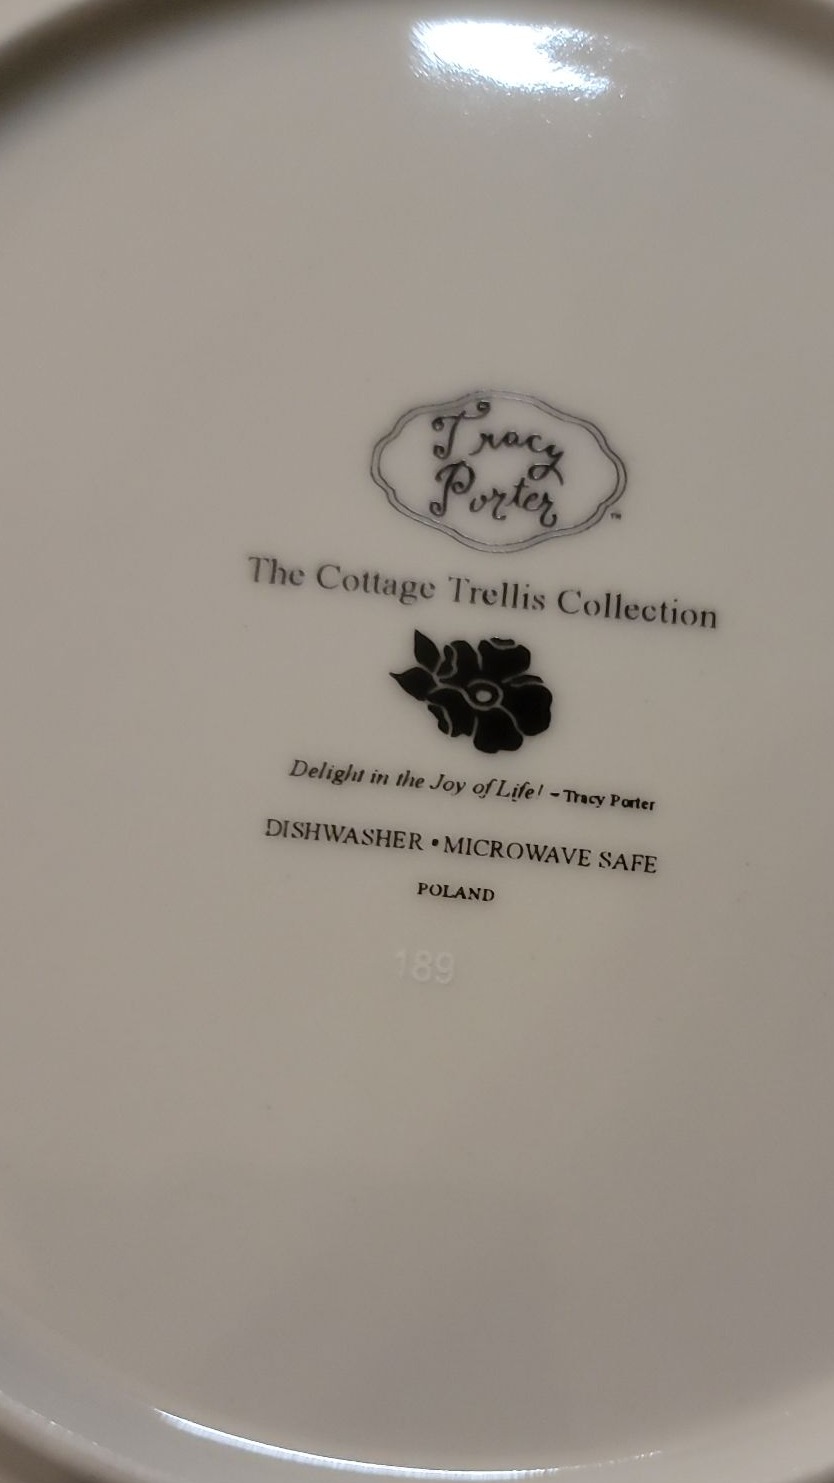 Tracy
Porter
™
The Cottage Trellis Collection
Delight in the Joy of Life! – Tracy Porter
DISHWASHER • MICROWAVE SAFE
POLAND
189